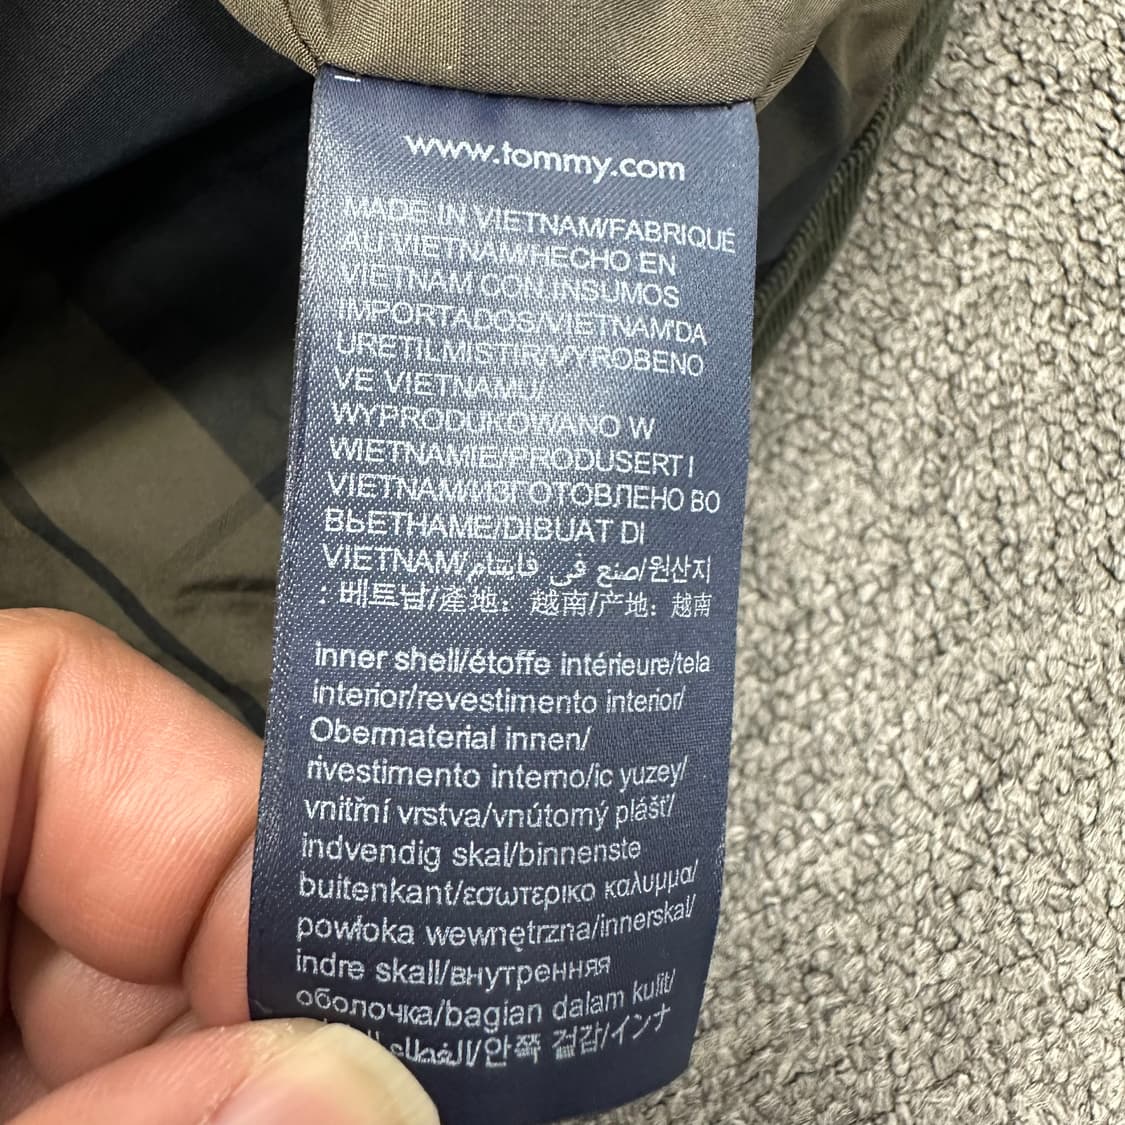 www.tommy.com
MADE IN VIETNAM/FABRIQUÉ
AU VIETNAM/HECHO EN
VIETNAM CON INSUMOS
IMPORTADOS/VIETNAM'DA
URETILMISTIR/VYROBENO
VE VIETNAMU/
WYPRODUKOWANO W
WIETNAMIE/PRODUSERT I
VIETNAM/ИЗГОТОВЛЕНО ВО
ВЬЕТНАМЕ/DIBUAT DI
VIETNAM/صنع في فايتنام/원산지
: 베트남/產地：越南/产地：越南
inner shell/étoffe intérieure/tela
interior/revestimento interior/
Obermaterial innen/
rivestimento interno/ic yuzey/
vnitřní vrstva/vnútorný plášť/
indvendig skal/binnenste
buitenkant/εσωτερικο καλυμμα/
powłoka wewnętrzna/innerskal/
indre skall/внутренняя
оболочка/bagian dalam kulit/
الغطاء/안쪽 겉감/インナ